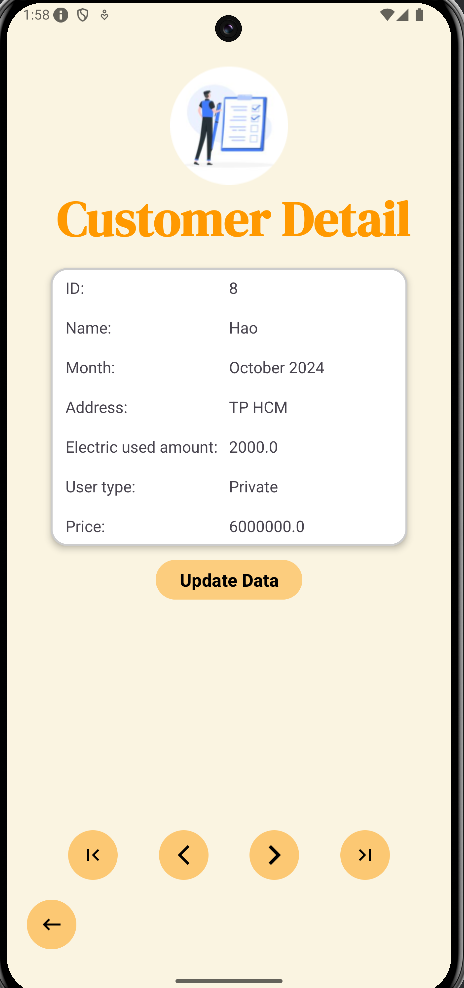 1:58
Customer Detail
ID: 8
Name: Hao
Month: October 2024
Address: TP HCM
Electric used amount: 2000.0
User type: Private
Price: 6000000.0
Update Data